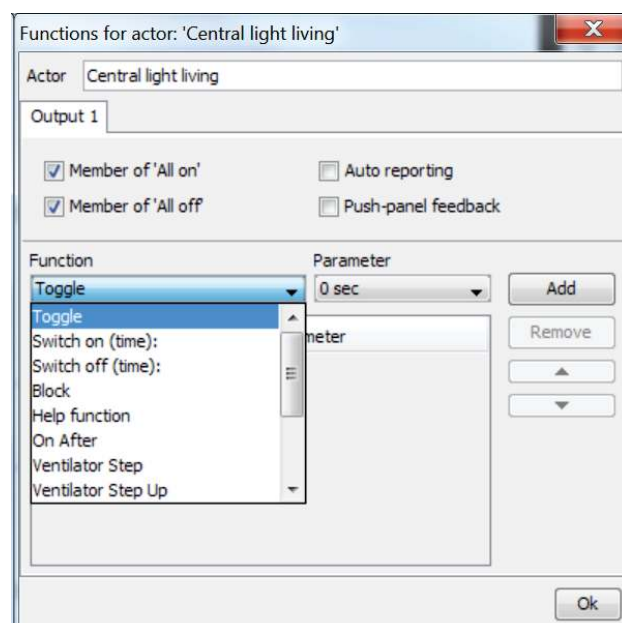 Functions for actor: 'Central light living'
Actor Central light living
Output 1
Member of 'All on' Auto reporting
Member of 'All off' Push-panel feedback
Function Parameter
Toggle 0 sec Add
Toggle
Switch on (time): meter Remove
Switch off (time):
Block
Help function
On After
Ventilator Step
Ventilator Step Up
Ok